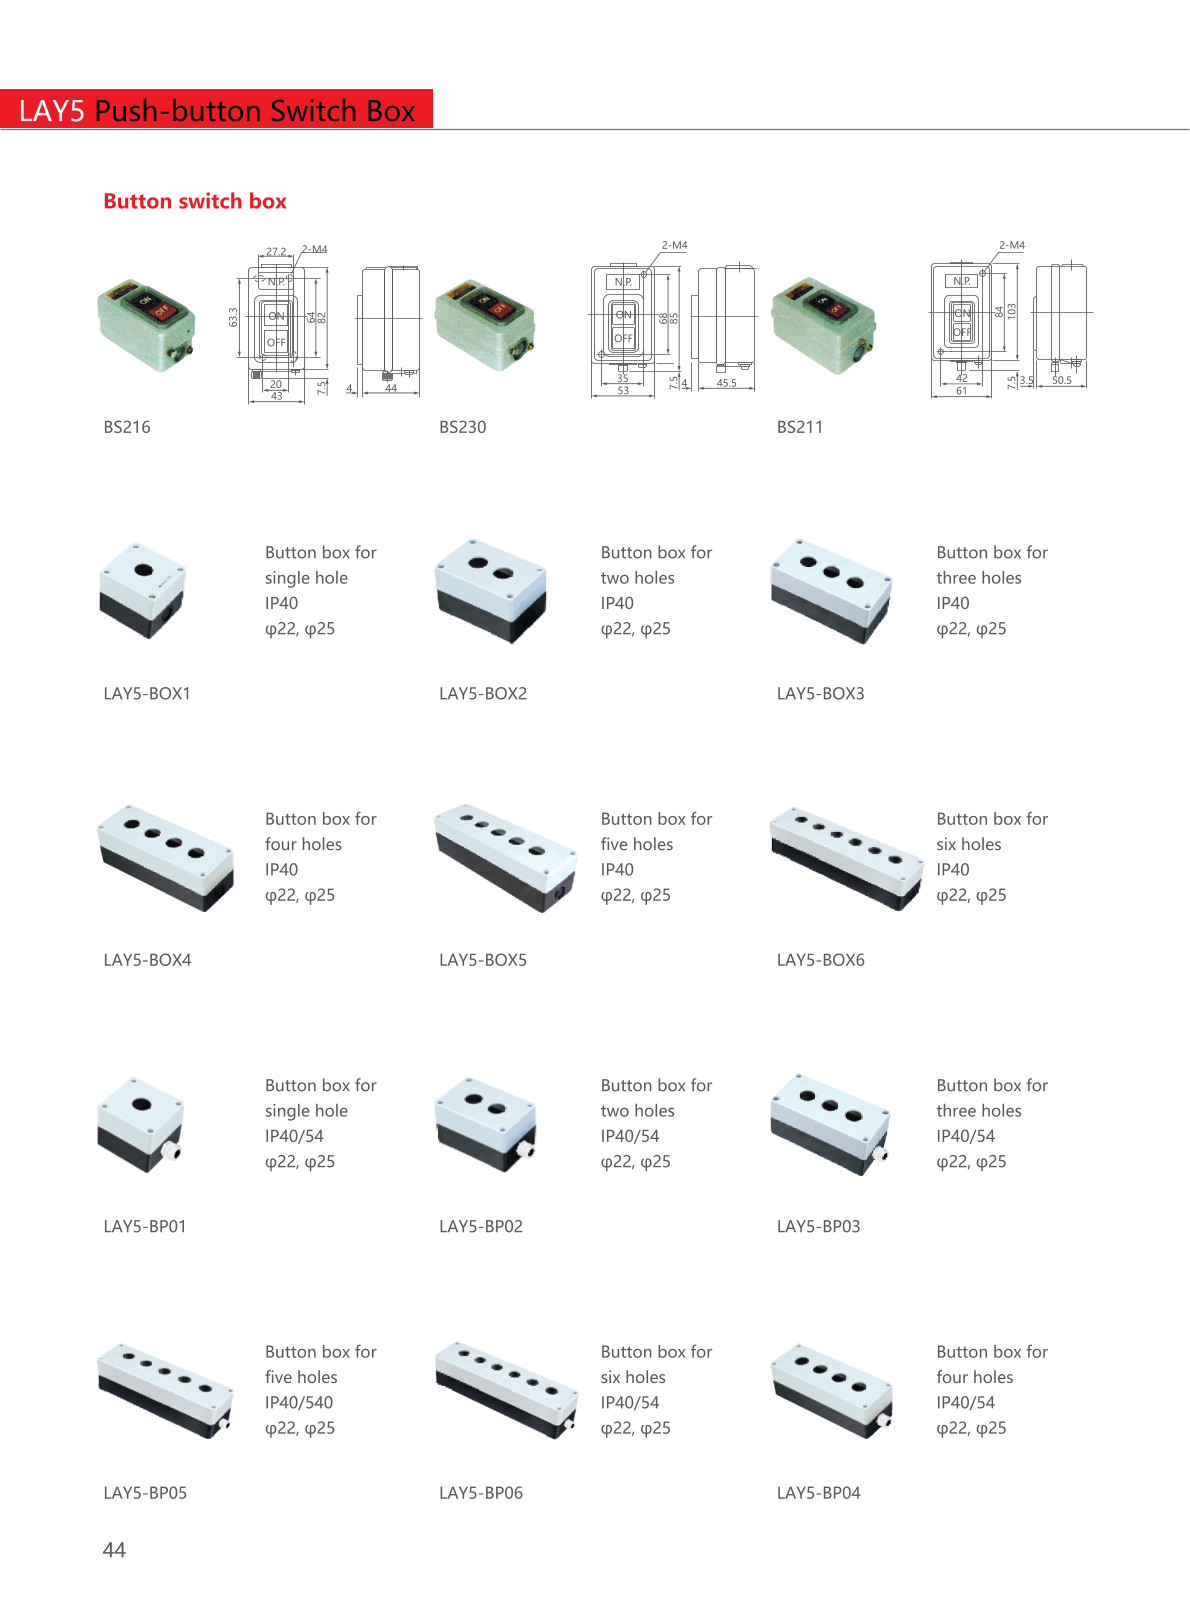 LAY5 Push-button Switch Box
Button switch box
27.2
2-M4
N.P.
ON
OFF
63.3
64
82
20
43
7.5
4
44
ON
OFF
BS216
2-M4
N.P.
ON
OFF
68
85
35
53
7.5
4
45.5
ON
OFF
BS230
2-M4
N.P.
ON
OFF
84
103
42
61
7.5
3.5
50.5
ON
OFF
BS211
Button box for
single hole
IP40
φ22, φ25
LAY5-BOX1
Button box for
two holes
IP40
φ22, φ25
LAY5-BOX2
Button box for
three holes
IP40
φ22, φ25
LAY5-BOX3
Button box for
four holes
IP40
φ22, φ25
LAY5-BOX4
Button box for
five holes
IP40
φ22, φ25
LAY5-BOX5
Button box for
six holes
IP40
φ22, φ25
LAY5-BOX6
Button box for
single hole
IP40/54
φ22, φ25
LAY5-BP01
Button box for
two holes
IP40/54
φ22, φ25
LAY5-BP02
Button box for
three holes
IP40/54
φ22, φ25
LAY5-BP03
Button box for
five holes
IP40/540
φ22, φ25
LAY5-BP05
Button box for
six holes
IP40/54
φ22, φ25
LAY5-BP06
Button box for
four holes
IP40/54
φ22, φ25
LAY5-BP04
44